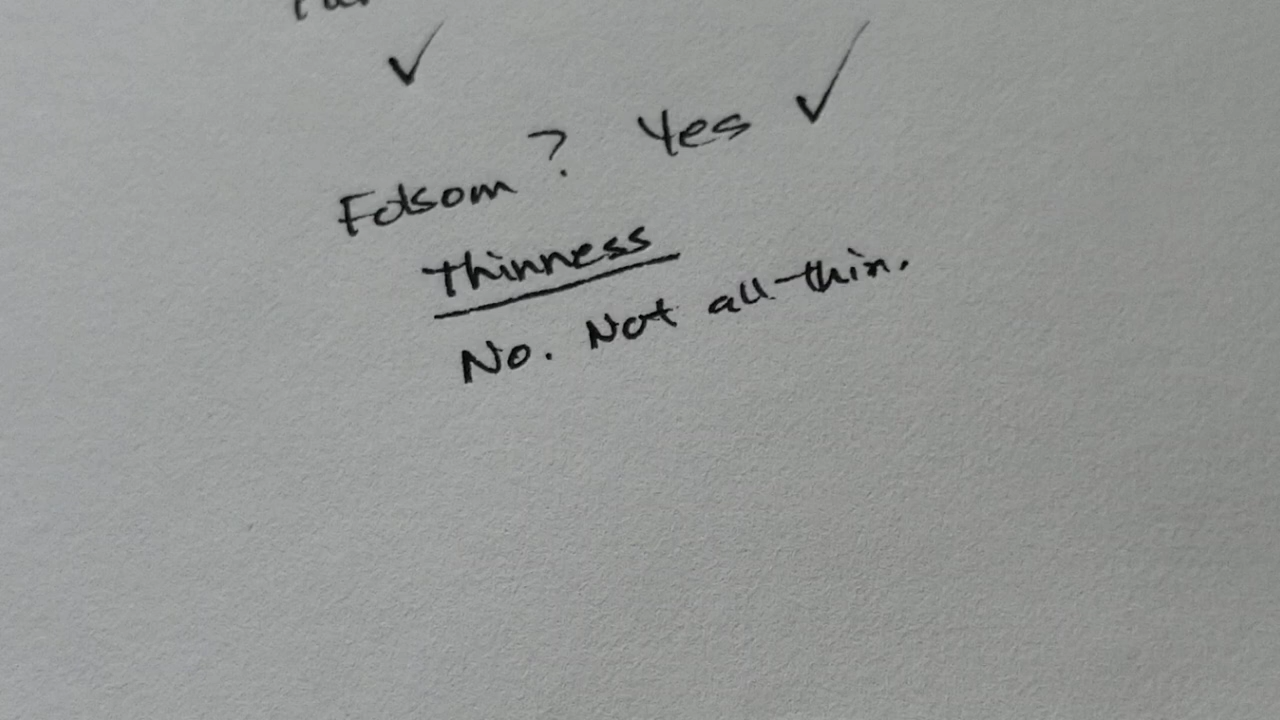 ✓
Folsom? Yes ✓
Thinness
No. Not all-thin.